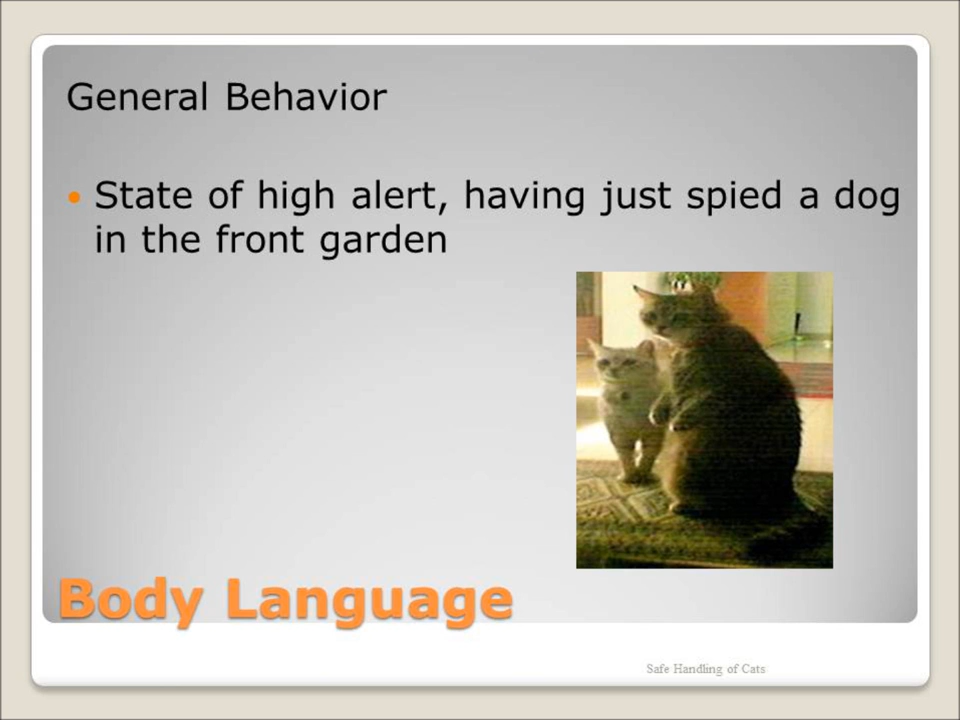 General Behavior
State of high alert, having just spied a dog
in the front garden
Body Language
Safe Handling of Cats